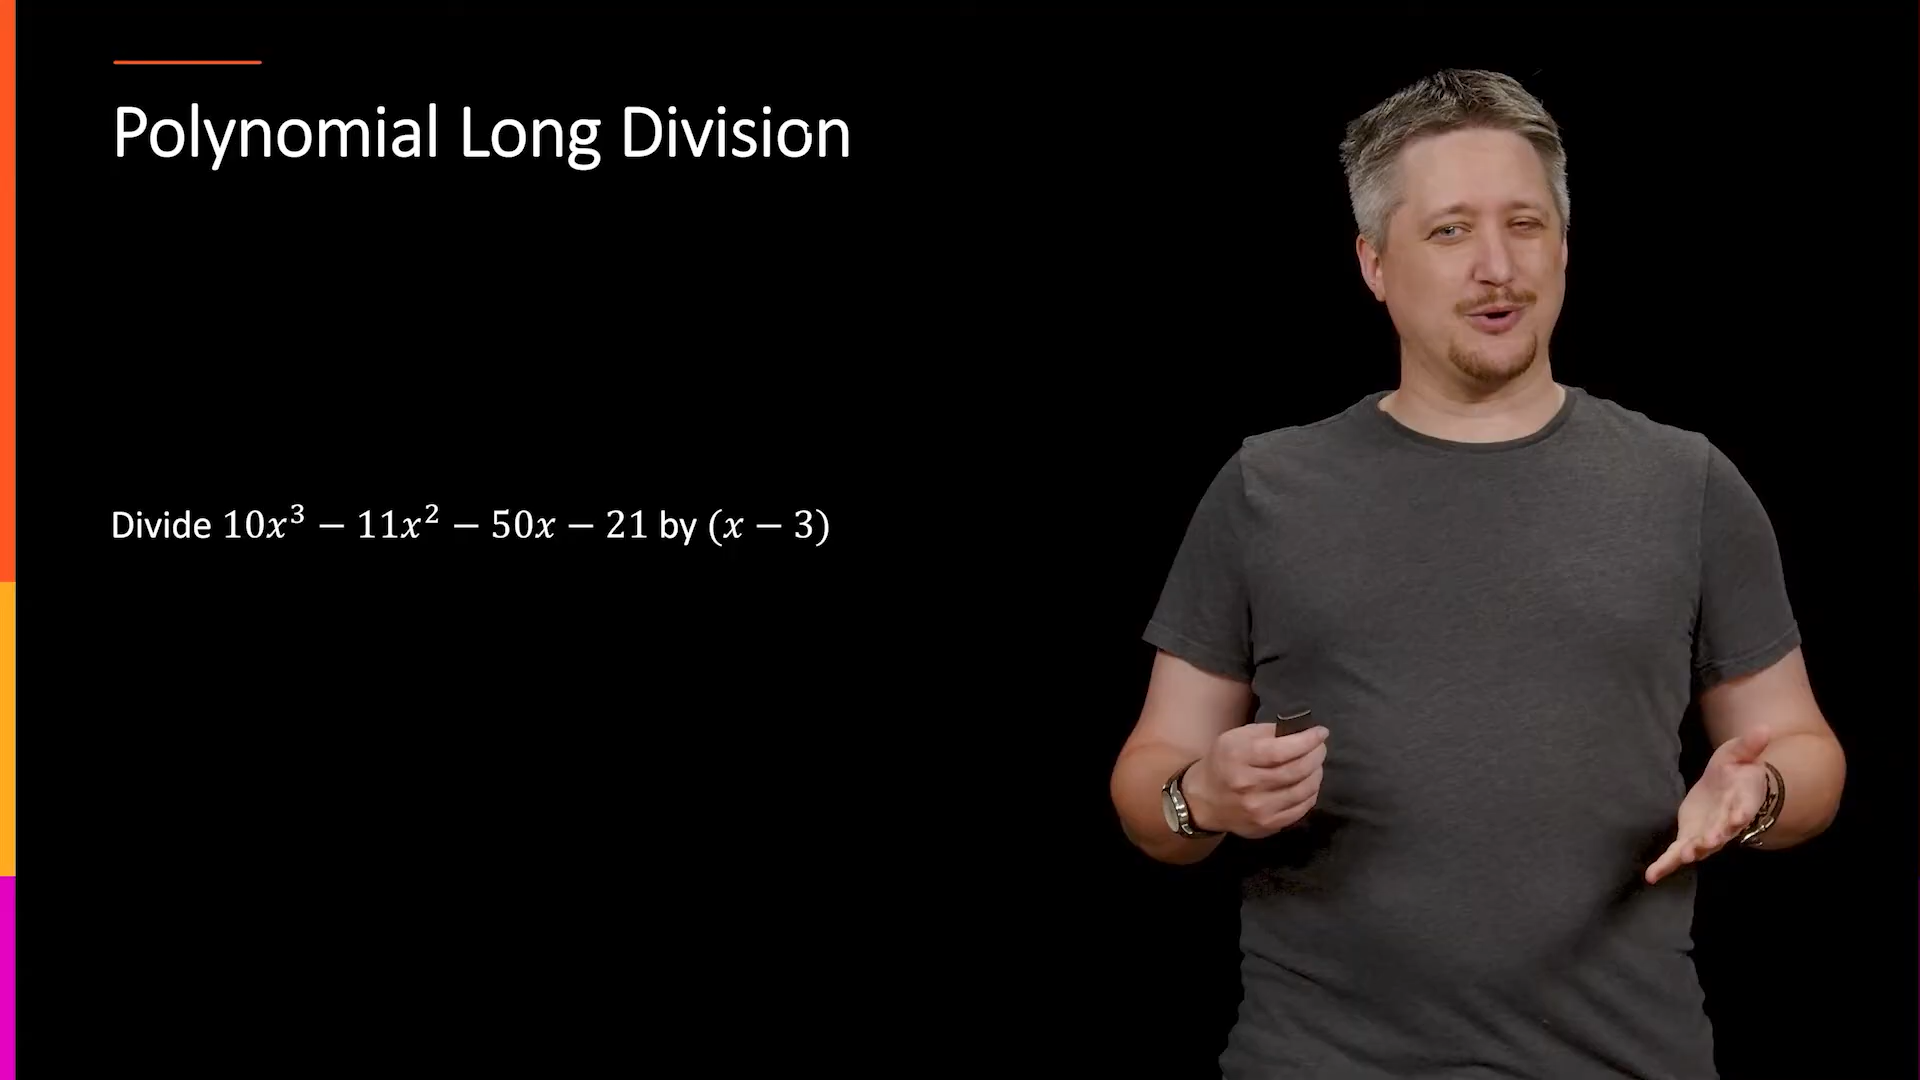 Polynomial Long Division
Divide 10x³ − 11x² − 50x − 21 by (x − 3)